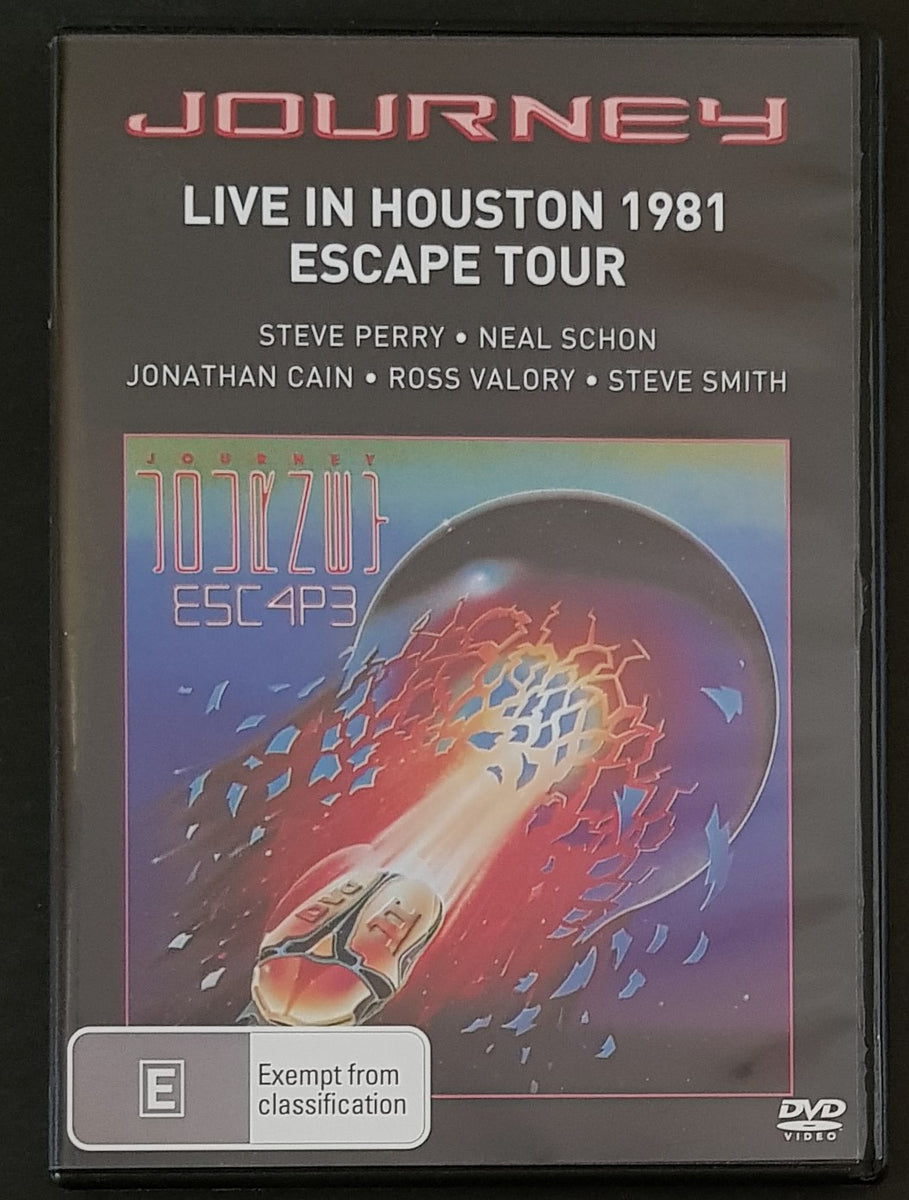 JOURNEY
LIVE IN HOUSTON 1981
ESCAPE TOUR
STEVE PERRY • NEAL SCHON
JONATHAN CAIN • ROSS VALORY • STEVE SMITH
JOURNEY
ESC4P3
E
Exempt from
classification
DVD
VIDEO